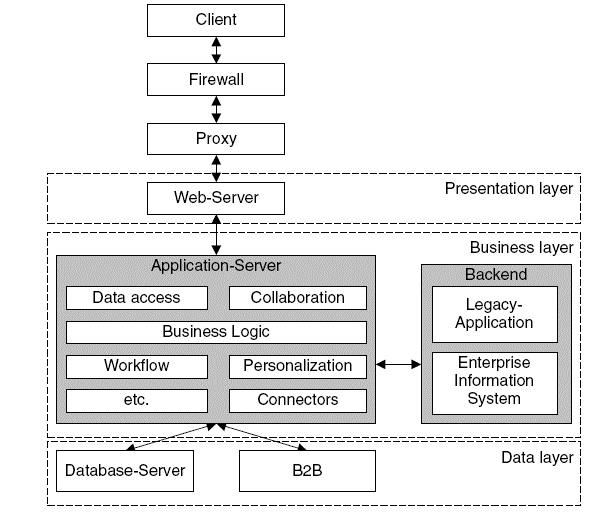 Client
Firewall
Proxy
Web-Server
Presentation layer
Business layer
Application-Server
Backend
Data access
Collaboration
Legacy-
Application
Business Logic
Workflow
Personalization
Enterprise
Information
System
etc.
Connectors
Data layer
Database-Server
B2B